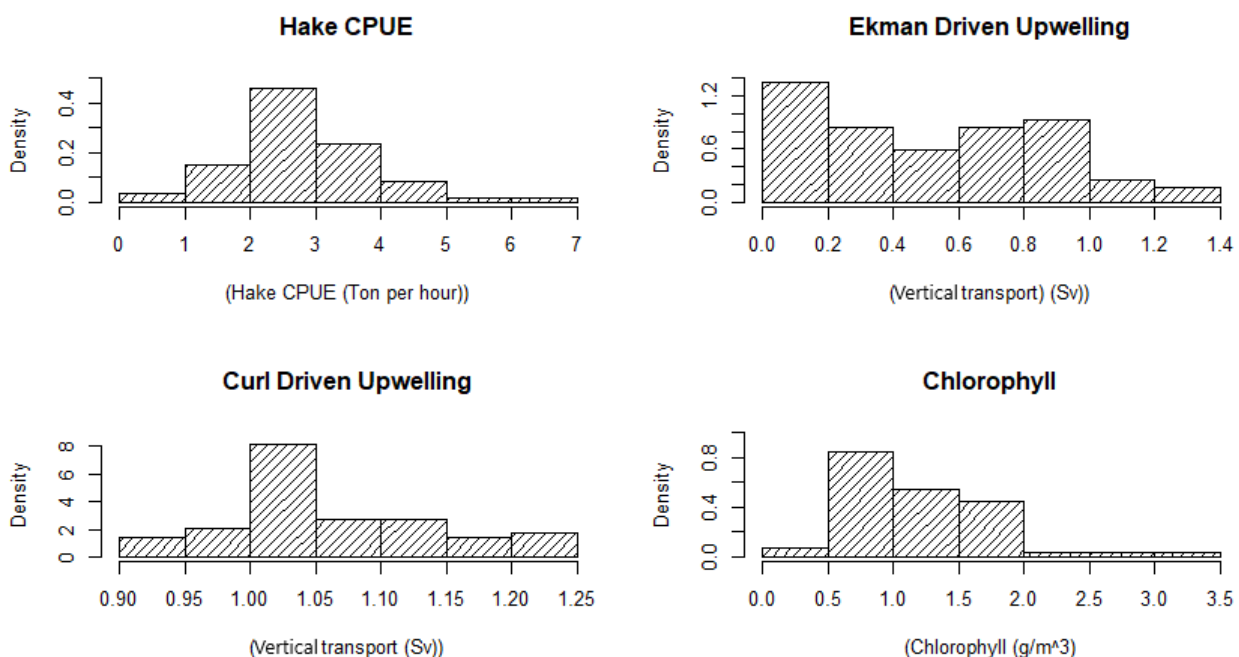 Hake CPUE
Density
0.0 0.2 0.4
0 1 2 3 4 5 6 7
(Hake CPUE (Ton per hour))
Ekman Driven Upwelling
Density
0.0 0.6 1.2
0.0 0.2 0.4 0.6 0.8 1.0 1.2 1.4
(Vertical transport) (Sv))
Curl Driven Upwelling
Density
0 2 4 6 8
0.90 0.95 1.00 1.05 1.10 1.15 1.20 1.25
(Vertical transport (Sv))
Chlorophyll
Density
0.0 0.4 0.8
0.0 0.5 1.0 1.5 2.0 2.5 3.0 3.5
(Chlorophyll (g/m^3)